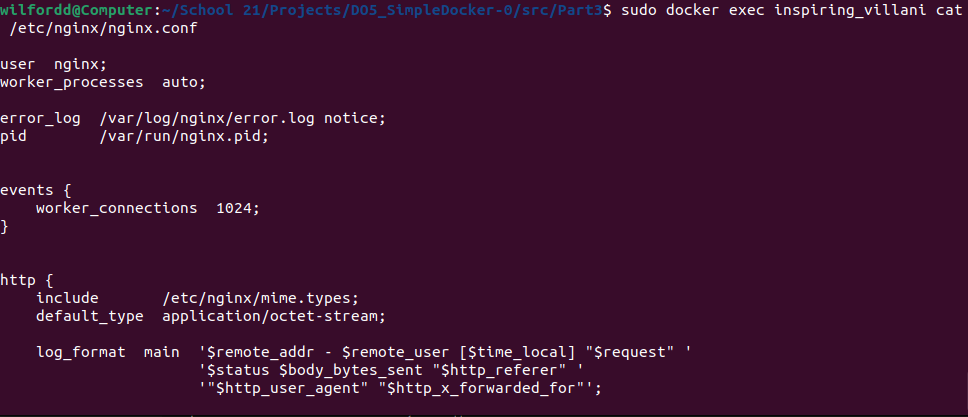 wilfordd@Computer:~/School 21/Projects/DO5_SimpleDocker-0/src/Part3$ sudo docker exec inspiring_villani cat
/etc/nginx/nginx.conf
user  nginx;
worker_processes  auto;
error_log  /var/log/nginx/error.log notice;
pid        /var/run/nginx.pid;
events {
    worker_connections  1024;
}
http {
    include       /etc/nginx/mime.types;
    default_type  application/octet-stream;
    log_format  main  '$remote_addr - $remote_user [$time_local] "$request" '
                      '$status $body_bytes_sent "$http_referer" '
                      '"$http_user_agent" "$http_x_forwarded_for"';